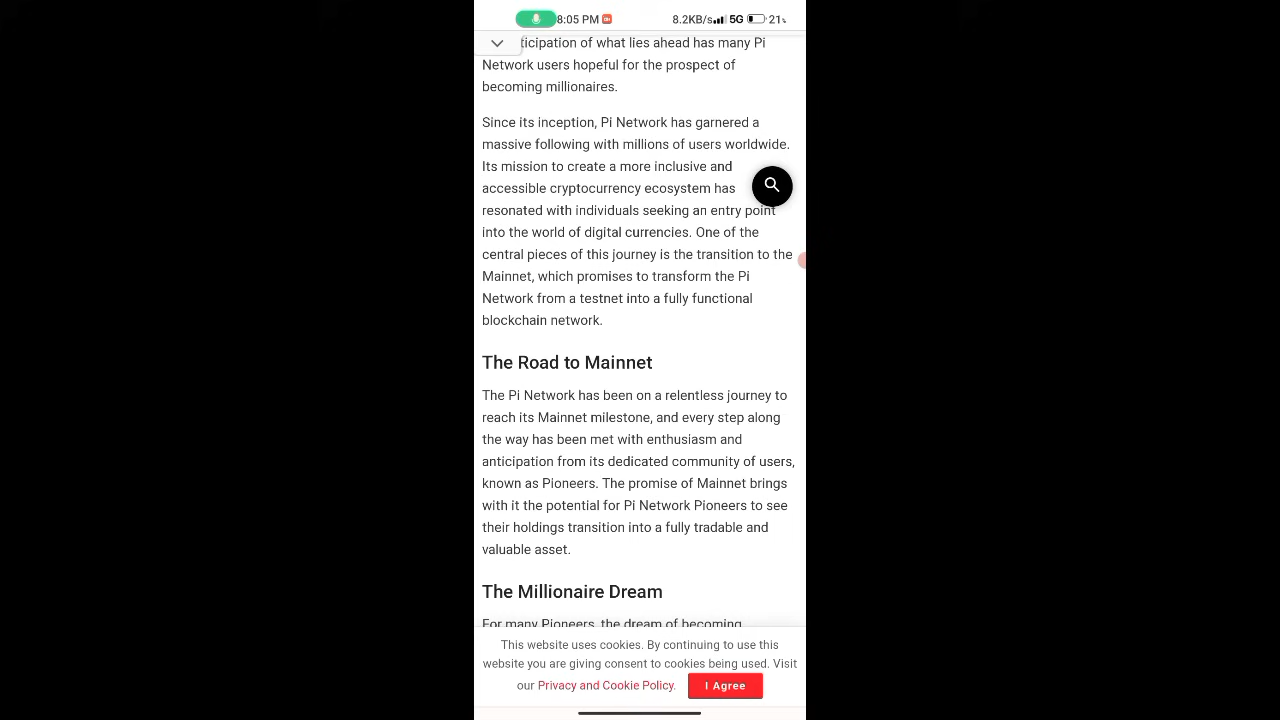 8:05 PM
8.2KB/s 5G 21
ticipation of what lies ahead has many Pi
Network users hopeful for the prospect of
becoming millionaires.
Since its inception, Pi Network has garnered a
massive following with millions of users worldwide.
Its mission to create a more inclusive and
accessible cryptocurrency ecosystem has
resonated with individuals seeking an entry point
into the world of digital currencies. One of the
central pieces of this journey is the transition to the
Mainnet, which promises to transform the Pi
Network from a testnet into a fully functional
blockchain network.
The Road to Mainnet
The Pi Network has been on a relentless journey to
reach its Mainnet milestone, and every step along
the way has been met with enthusiasm and
anticipation from its dedicated community of users,
known as Pioneers. The promise of Mainnet brings
with it the potential for Pi Network Pioneers to see
their holdings transition into a fully tradable and
valuable asset.
The Millionaire Dream
For many Pioneers, the dream of becoming
This website uses cookies. By continuing to use this
website you are giving consent to cookies being used. Visit
our Privacy and Cookie Policy. I Agree